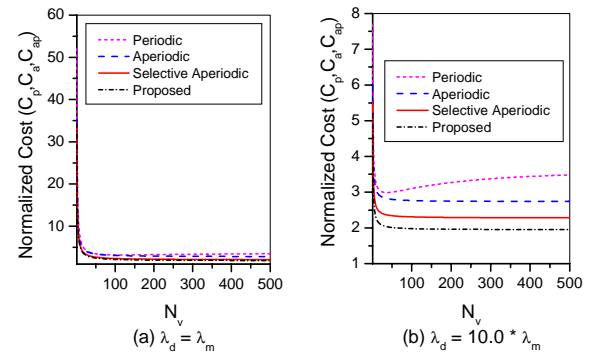 Normalized Cost (C_p, C_a, C_ap)
60
50
40
30
20
10
Periodic
Aperiodic
Selective Aperiodic
Proposed
0 100 200 300 400 500
N_v
(a) λ_d = λ_m
Normalized Cost (C_p, C_a, C_ap)
8
7
6
5
4
3
2
1
Periodic
Aperiodic
Selective Aperiodic
Proposed
0 100 200 300 400 500
N_v
(b) λ_d = 10.0 * λ_m